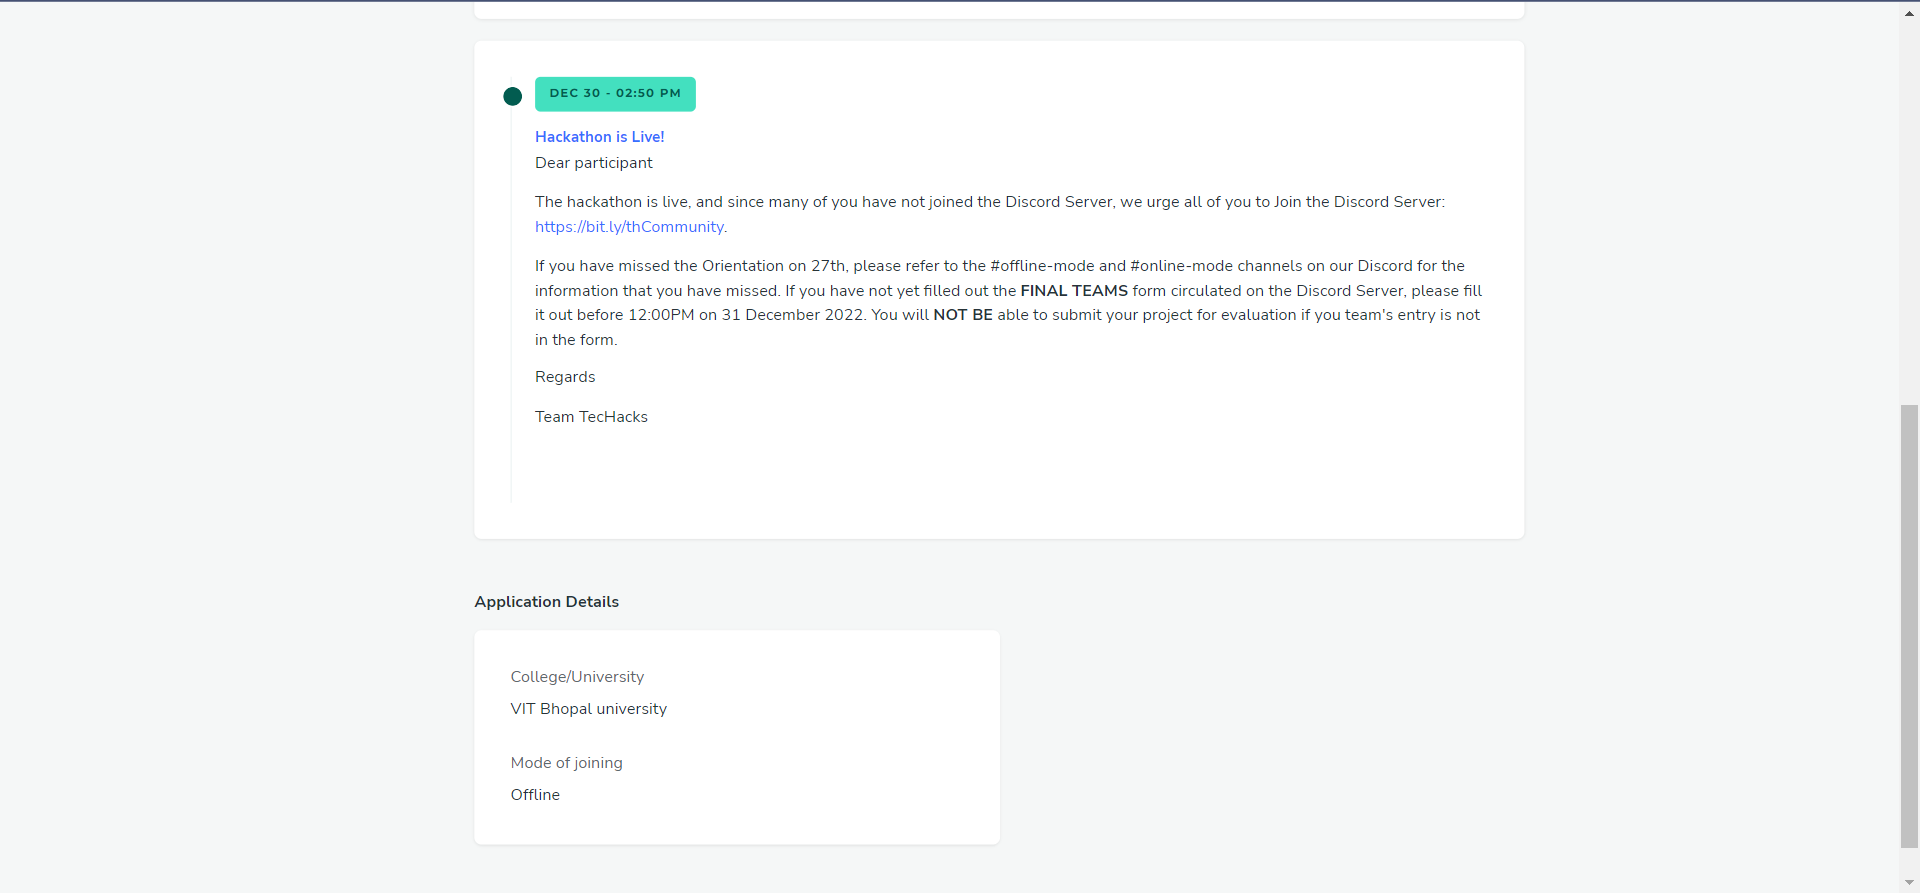 DEC 30 - 02:50 PM
Hackathon is Live!
Dear participant
The hackathon is live, and since many of you have not joined the Discord Server, we urge all of you to Join the Discord Server:
https://bit.ly/thCommunity.
If you have missed the Orientation on 27th, please refer to the #offline-mode and #online-mode channels on our Discord for the
information that you have missed. If you have not yet filled out the FINAL TEAMS form circulated on the Discord Server, please fill
it out before 12:00PM on 31 December 2022. You will NOT BE able to submit your project for evaluation if you team's entry is not
in the form.
Regards
Team TecHacks
Application Details
College/University
VIT Bhopal university
Mode of joining
Offline